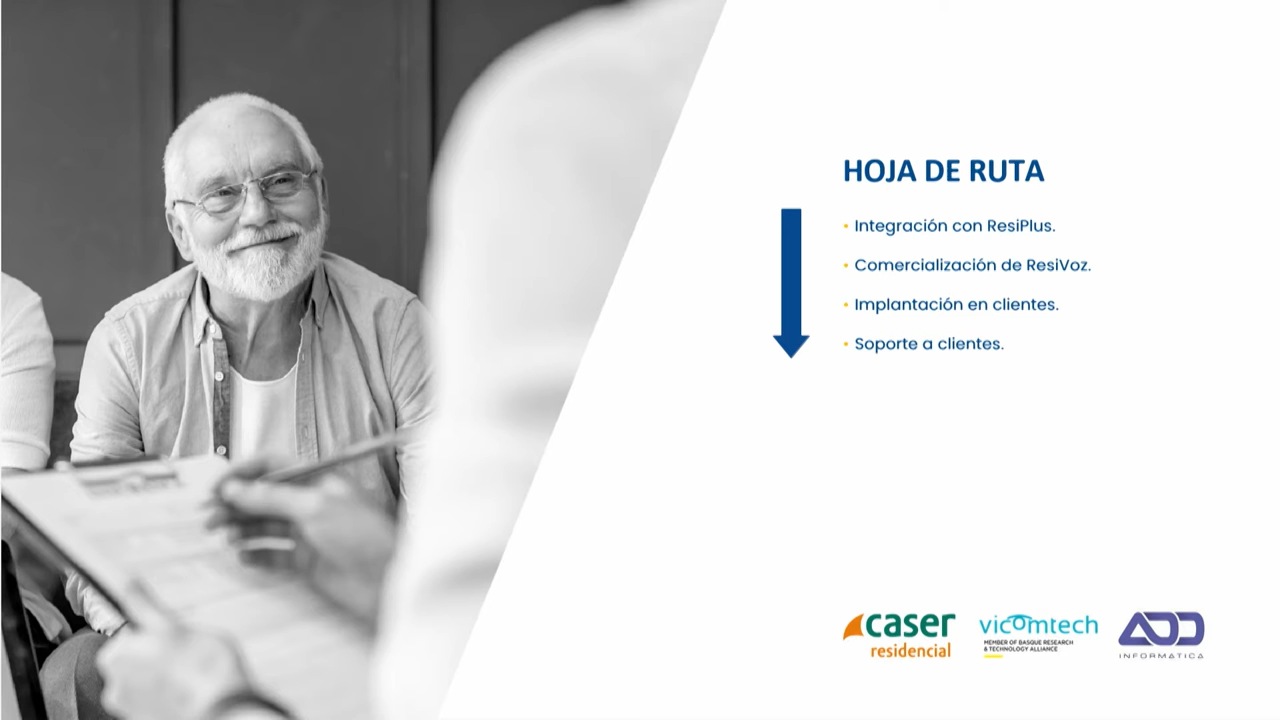 HOJA DE RUTA
• Integración con ResiPlus.
• Comercialización de ResiVoz.
• Implantación en clientes.
• Soporte a clientes.
caser
residencial
vicomtech
MEMBER OF BASQUE RESEARCH
& TECHNOLOGY ALLIANCE
ADD
INFORMATICA